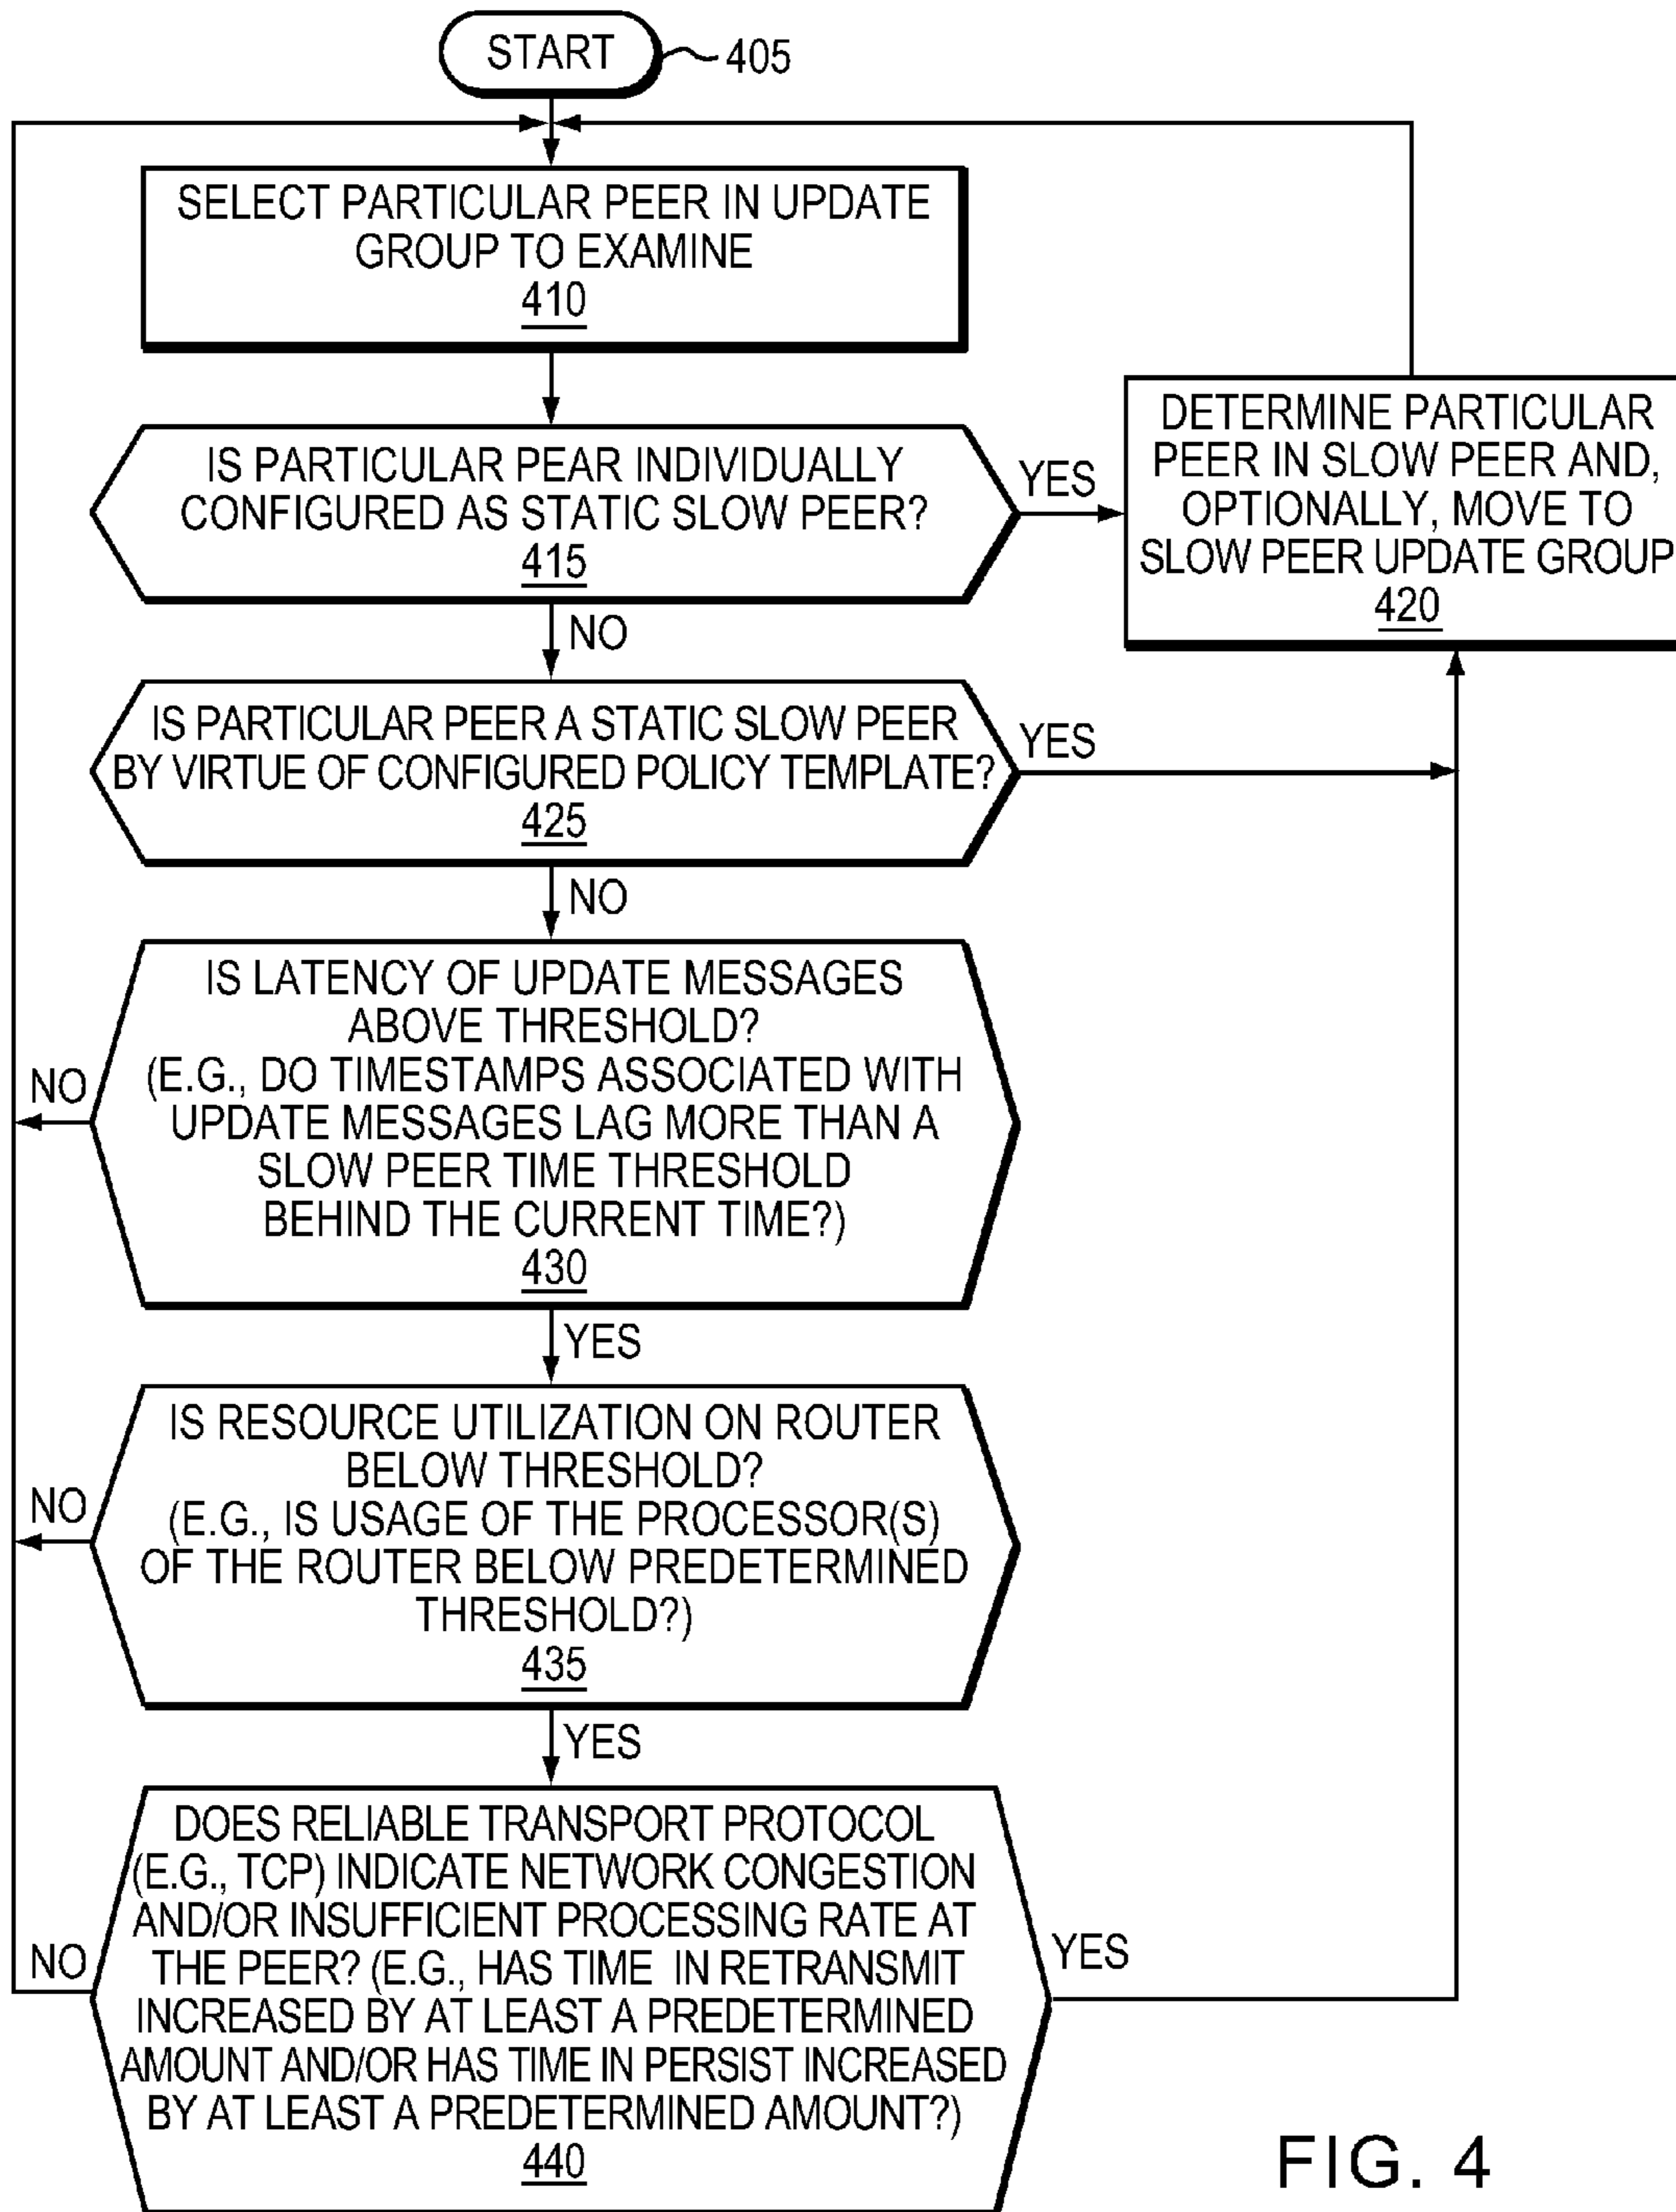 START
405
SELECT PARTICULAR PEER IN UPDATE
GROUP TO EXAMINE
410
IS PARTICULAR PEAR INDIVIDUALLY
CONFIGURED AS STATIC SLOW PEER?
415
YES
NO
DETERMINE PARTICULAR
PEER IN SLOW PEER AND,
OPTIONALLY, MOVE TO
SLOW PEER UPDATE GROUP
420
IS PARTICULAR PEER A STATIC SLOW PEER
BY VIRTUE OF CONFIGURED POLICY TEMPLATE?
425
YES
NO
IS LATENCY OF UPDATE MESSAGES
ABOVE THRESHOLD?
(E.G., DO TIMESTAMPS ASSOCIATED WITH
UPDATE MESSAGES LAG MORE THAN A
SLOW PEER TIME THRESHOLD
BEHIND THE CURRENT TIME?)
430
NO
YES
IS RESOURCE UTILIZATION ON ROUTER
BELOW THRESHOLD?
(E.G., IS USAGE OF THE PROCESSOR(S)
OF THE ROUTER BELOW PREDETERMINED
THRESHOLD?)
435
NO
YES
DOES RELIABLE TRANSPORT PROTOCOL
(E.G., TCP) INDICATE NETWORK CONGESTION
AND/OR INSUFFICIENT PROCESSING RATE AT
THE PEER? (E.G., HAS TIME IN RETRANSMIT
INCREASED BY AT LEAST A PREDETERMINED
AMOUNT AND/OR HAS TIME IN PERSIST INCREASED
BY AT LEAST A PREDETERMINED AMOUNT?)
440
NO
YES
FIG. 4